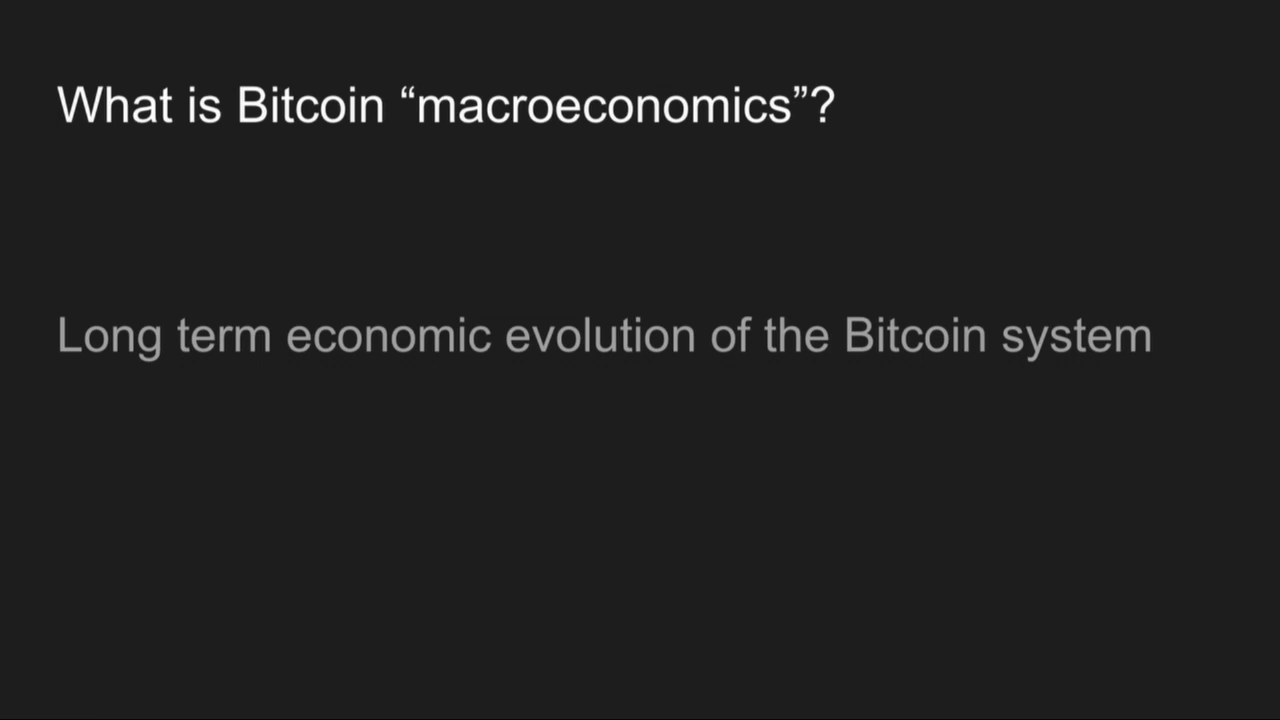 What is Bitcoin “macroeconomics”?
Long term economic evolution of the Bitcoin system